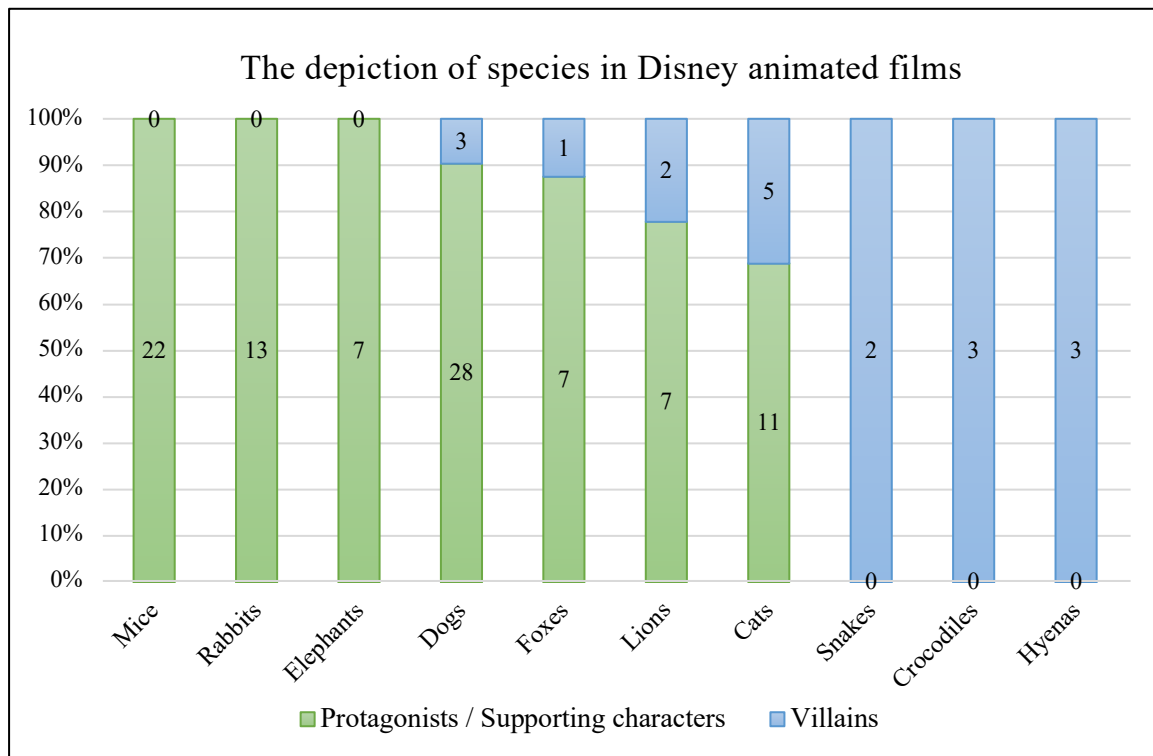 The depiction of species in Disney animated films
100%
90%
80%
70%
60%
50%
40%
30%
20%
10%
0%
0
0
0
3
1
2
5
22
13
7
28
7
7
11
2
3
3
0
0
0
Mice
Rabbits
Elephants
Dogs
Foxes
Lions
Cats
Snakes
Crocodiles
Hyenas
Protagonists / Supporting characters
Villains